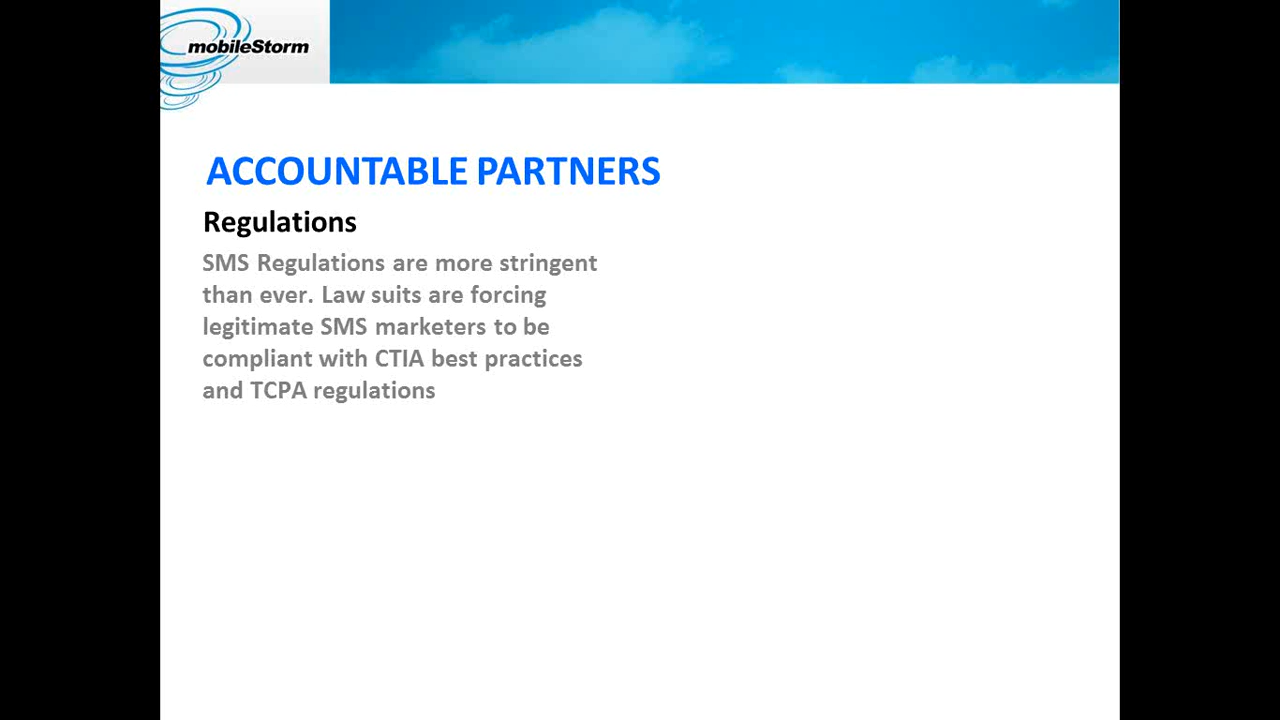 mobileStorm
ACCOUNTABLE PARTNERS
Regulations
SMS Regulations are more stringent
than ever. Law suits are forcing
legitimate SMS marketers to be
compliant with CTIA best practices
and TCPA regulations